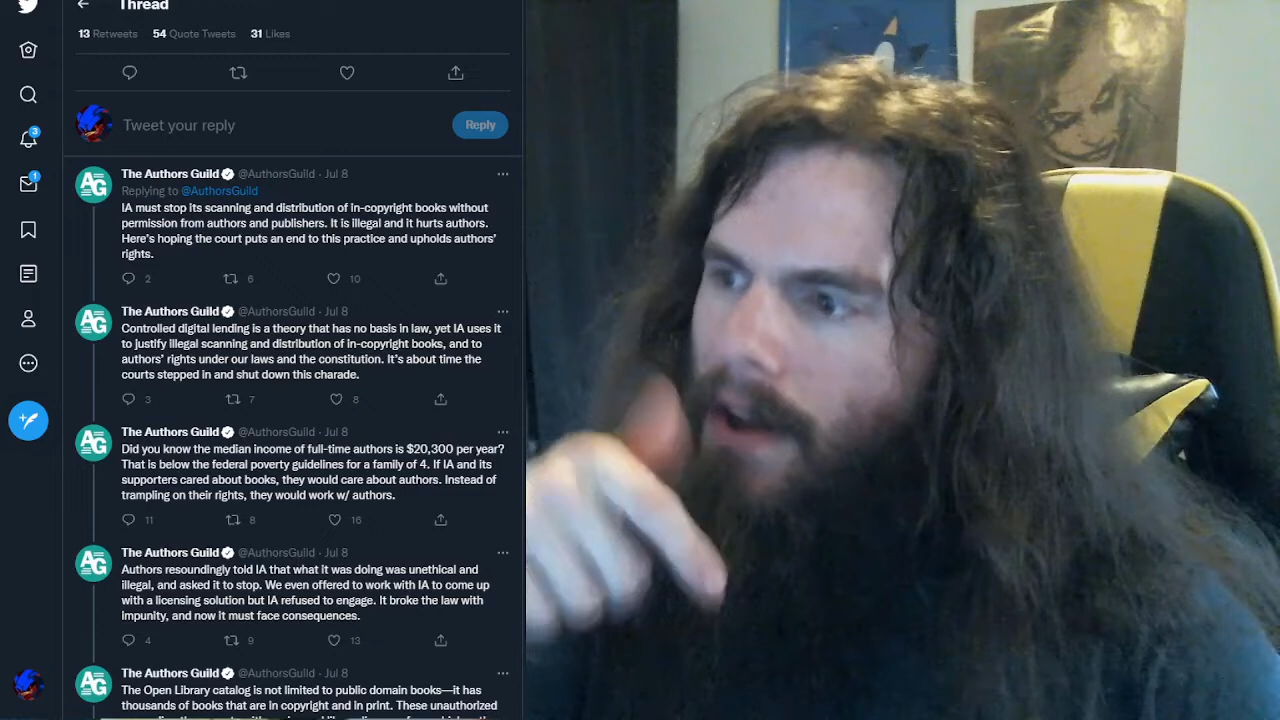 Thread
13 Retweets 54 Quote Tweets 31 Likes
Tweet your reply
Reply
3
1
The Authors Guild @AuthorsGuild · Jul 8
Replying to @AuthorsGuild
IA must stop its scanning and distribution of in-copyright books without
permission from authors and publishers. It is illegal and it hurts authors.
Here's hoping the court puts an end to this practice and upholds authors'
rights.
2 6 10
The Authors Guild @AuthorsGuild · Jul 8
Controlled digital lending is a theory that has no basis in law, yet IA uses it
to justify illegal scanning and distribution of in-copyright books, and to
authors' rights under our laws and the constitution. It's about time the
courts stepped in and shut down this charade.
3 7 8
The Authors Guild @AuthorsGuild · Jul 8
Did you know the median income of full-time authors is $20,300 per year?
That is below the federal poverty guidelines for a family of 4. If IA and its
supporters cared about books, they would care about authors. Instead of
trampling on their rights, they would work w/ authors.
11 8 16
The Authors Guild @AuthorsGuild · Jul 8
Authors resoundingly told IA that what it was doing was unethical and
illegal, and asked it to stop. We even offered to work with IA to come up
with a licensing solution but IA refused to engage. It broke the law with
impunity, and now it must face consequences.
4 9 13
The Authors Guild @AuthorsGuild · Jul 8
The Open Library catalog is not limited to public domain books—it has
thousands of books that are in copyright and in print. These unauthorized